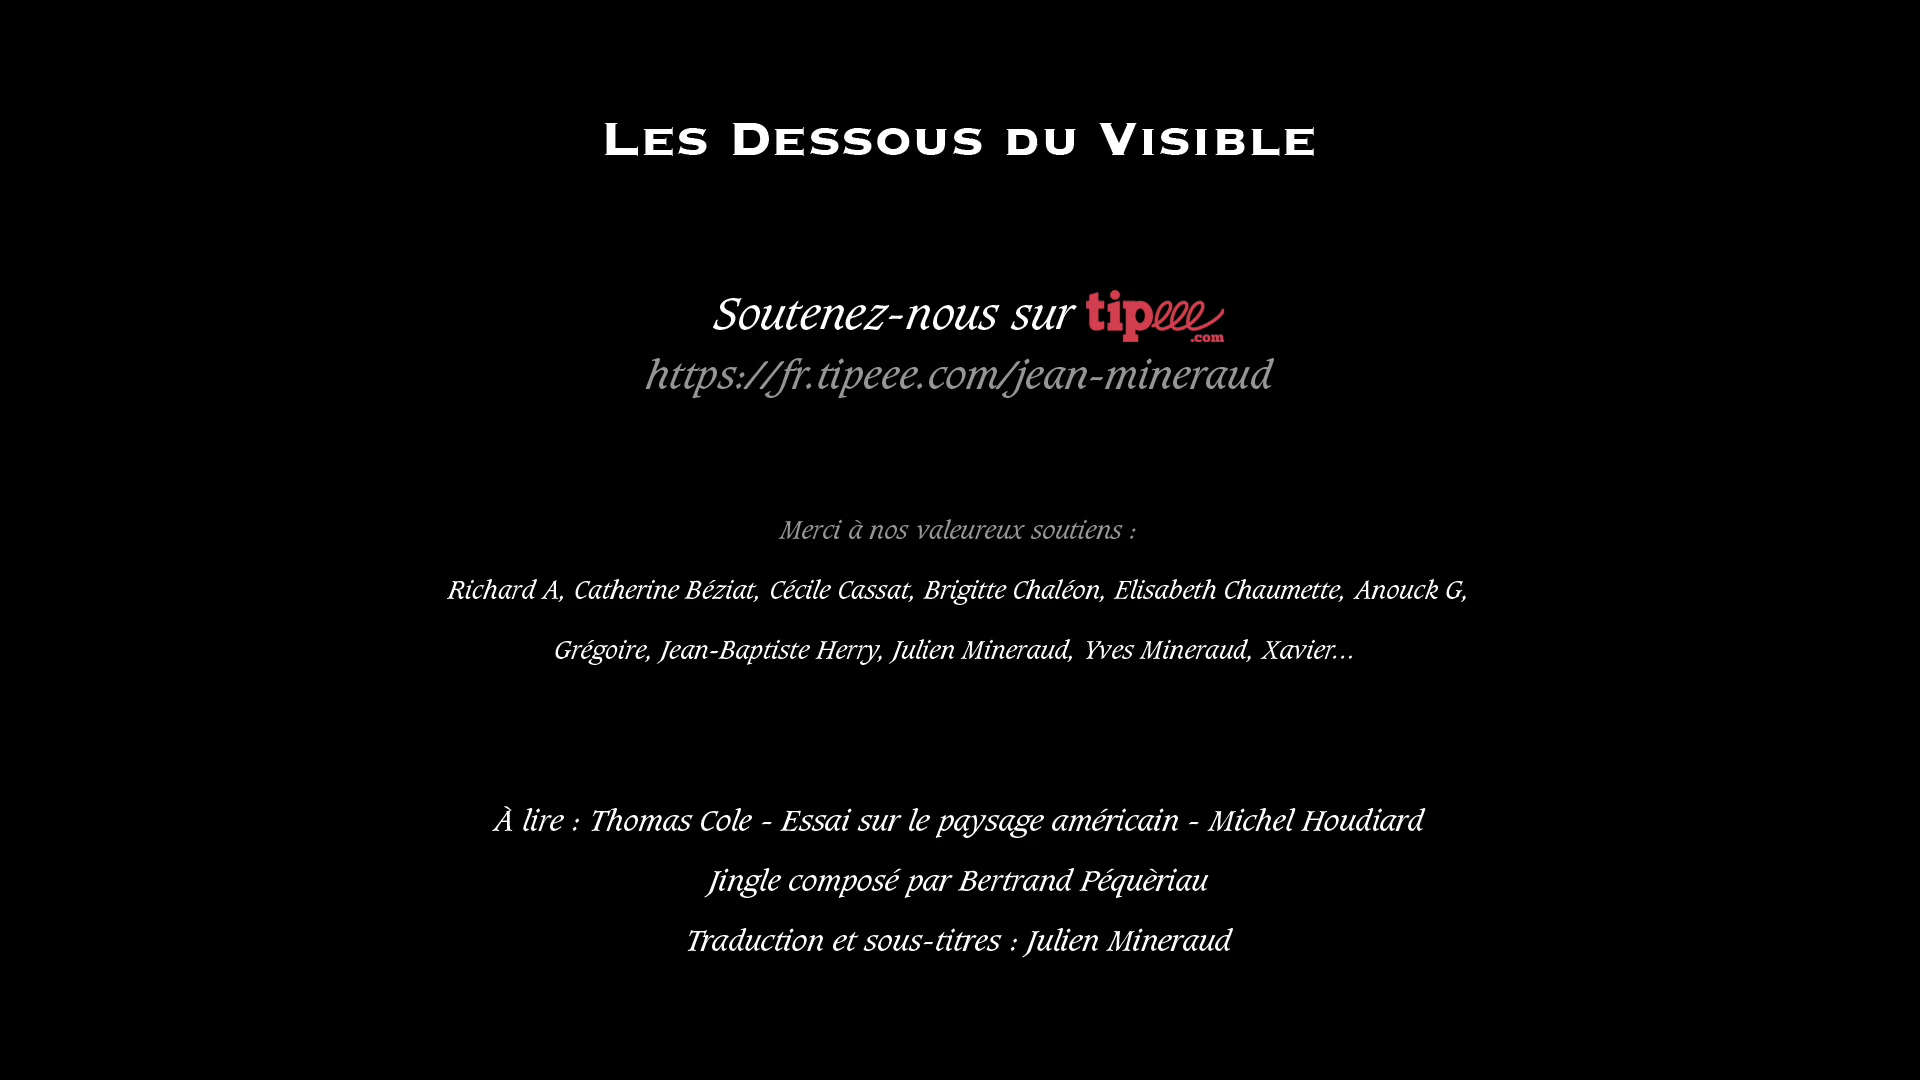 Les Dessous du Visible
Soutenez-nous sur tipeee.com
https://fr.tipeee.com/jean-mineraud
Merci à nos valeureux soutiens :
Richard A, Catherine Béziat, Cécile Cassat, Brigitte Chaléon, Elisabeth Chaumette, Anouck G,
Grégoire, Jean-Baptiste Herry, Julien Mineraud, Yves Mineraud, Xavier...
À lire : Thomas Cole - Essai sur le paysage américain - Michel Houdiard
Jingle composé par Bertrand Péquèriau
Traduction et sous-titres : Julien Mineraud